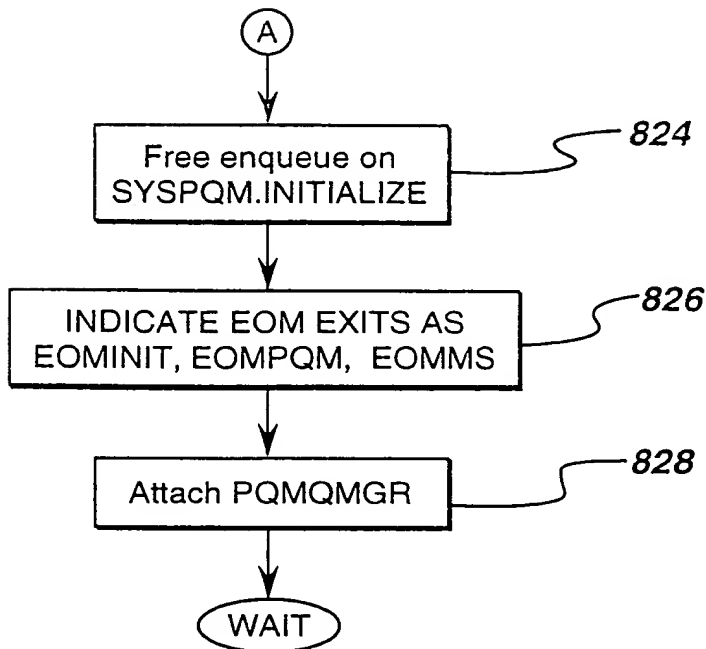 A
Free enqueue on
SYSPQM.INITIALIZE
824
INDICATE EOM EXITS AS
EOMINIT, EOMPQM, EOMMS
826
Attach PQMQMGR
828
WAIT